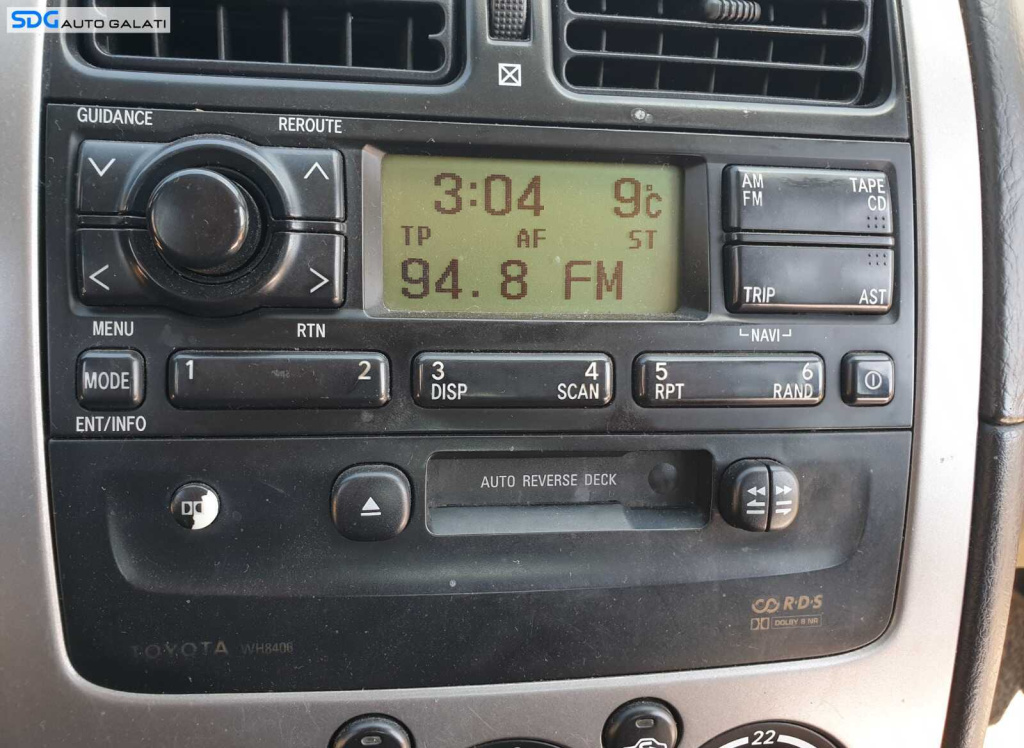 SDG AUTO GALATI
GUIDANCE
REROUTE
3:04 9°C
TP AF ST
94.8 FM
AM TAPE
FM CD
TRIP AST
MENU RTN NAVI
MODE
1 2 3 4 5 6
DISP SCAN RPT RAND
ENT/INFO
AUTO REVERSE DECK
R·D·S
DOLBY B NR
TOYOTA WH8406
22